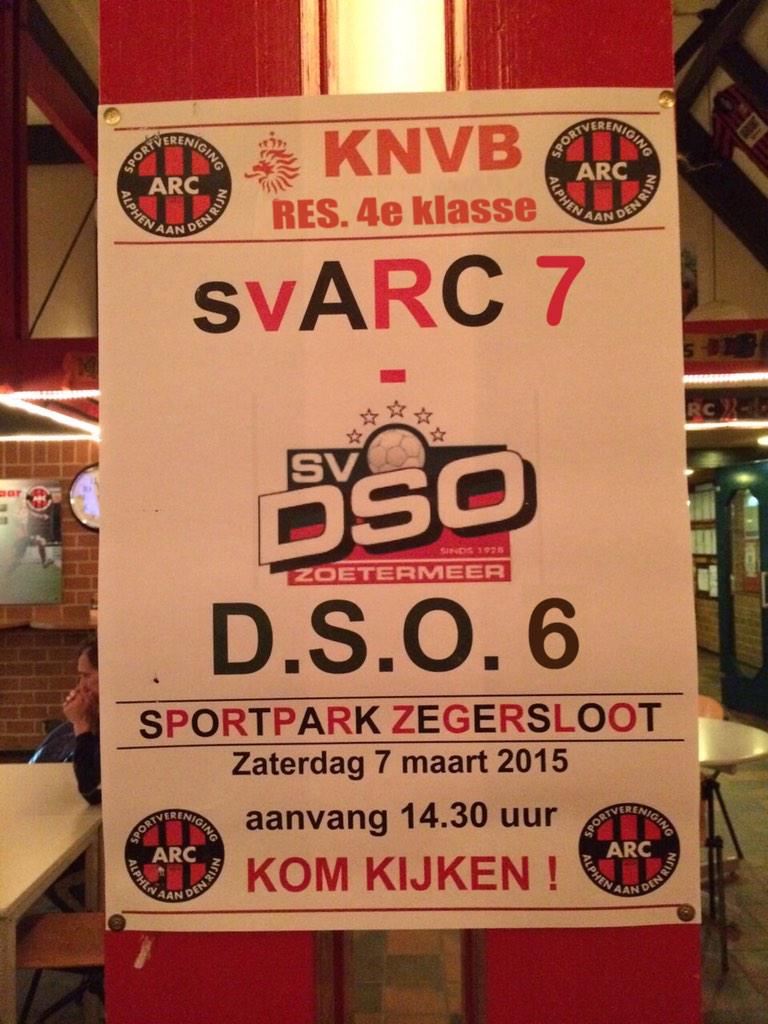 SPORTVERENIGING
ARC
ALPHEN AAN DEN RIJN
KNVB
RES. 4e klasse
SPORTVERENIGING
ARC
ALPHEN AAN DEN RIJN
svARC 7
-
SV
DSO
SINDS 1928
ZOETERMEER
D.S.O. 6
SPORTPARK ZEGERSLOOT
Zaterdag 7 maart 2015
aanvang 14.30 uur
KOM KIJKEN !
SPORTVERENIGING
ARC
ALPHEN AAN DEN RIJN
SPORTVERENIGING
ARC
ALPHEN AAN DEN RIJN
RC